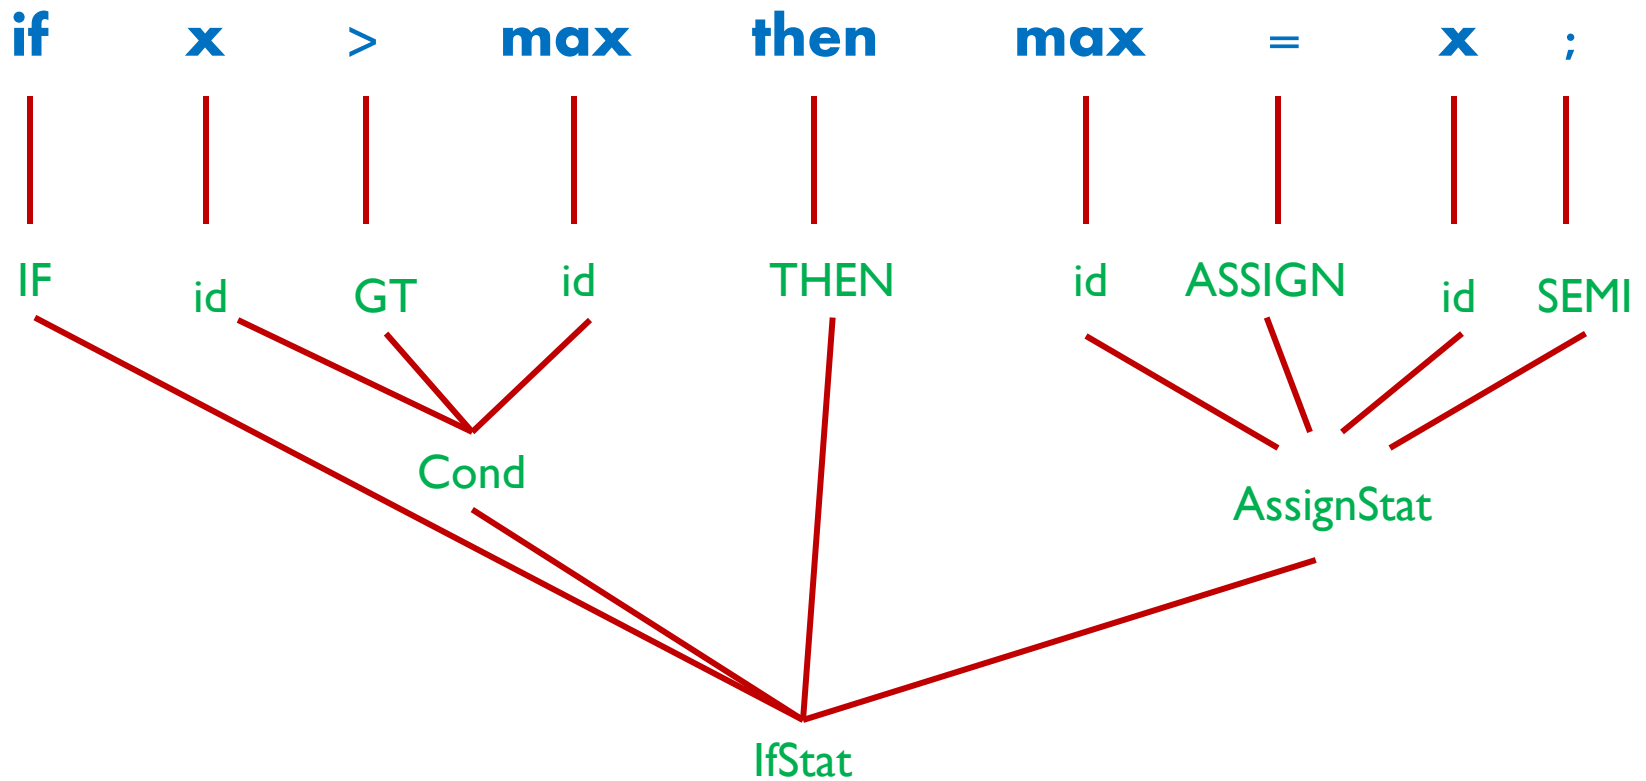 if x > max then max = x ;
IF id GT id THEN id ASSIGN id SEMI
Cond
AssignStat
IfStat